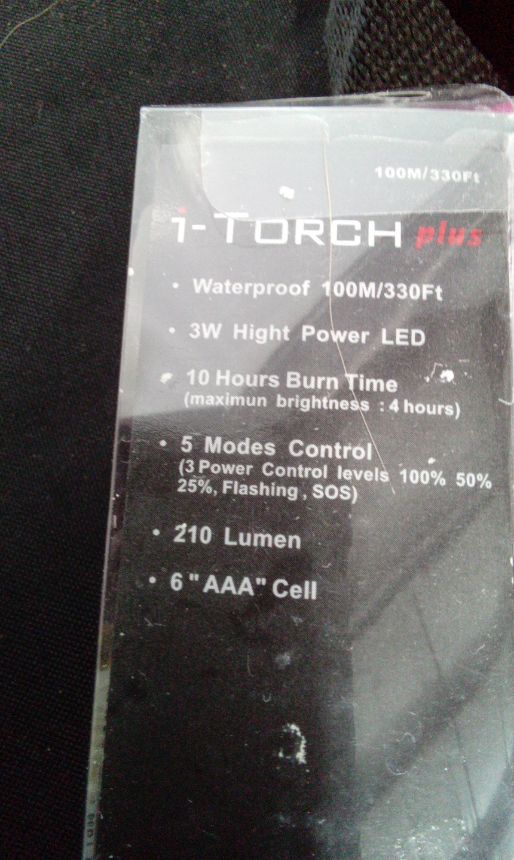 100M/330Ft
i-TORCH plus
• Waterproof 100M/330Ft
• 3W Hight Power LED
• 10 Hours Burn Time
(maximun brightness : 4 hours)
• 5 Modes Control
(3 Power Control levels 100% 50%
25%, Flashing, SOS)
• 210 Lumen
• 6 "AAA" Cell